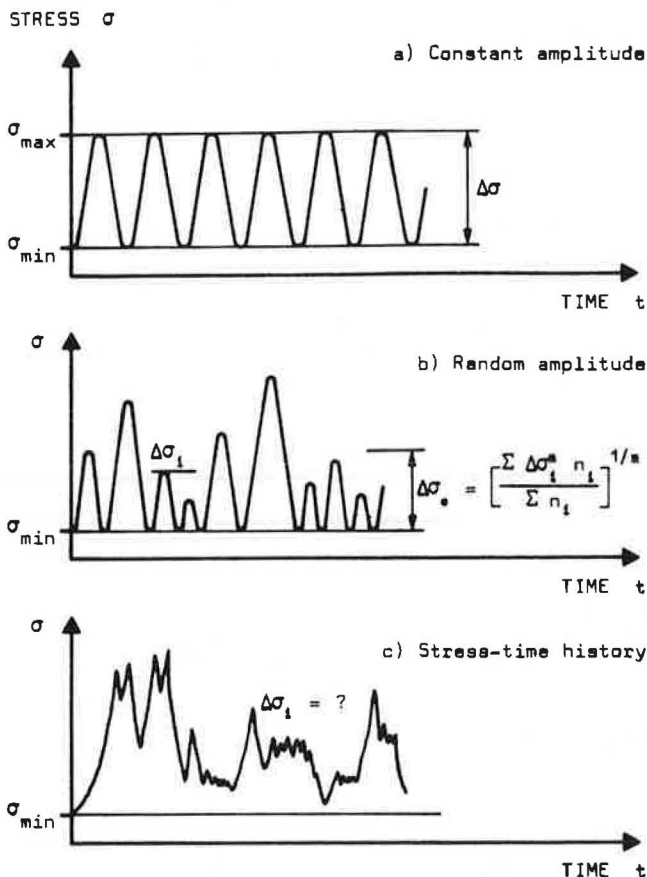 STRESS σ
a) Constant amplitude
σmax
Δσ
σmin
TIME t
σ
b) Random amplitude
Δσi
Δσe = [Σ Δσi^m ni / Σ ni]^1/m
σmin
TIME t
σ
c) Stress-time history
Δσi = ?
σmin
TIME t